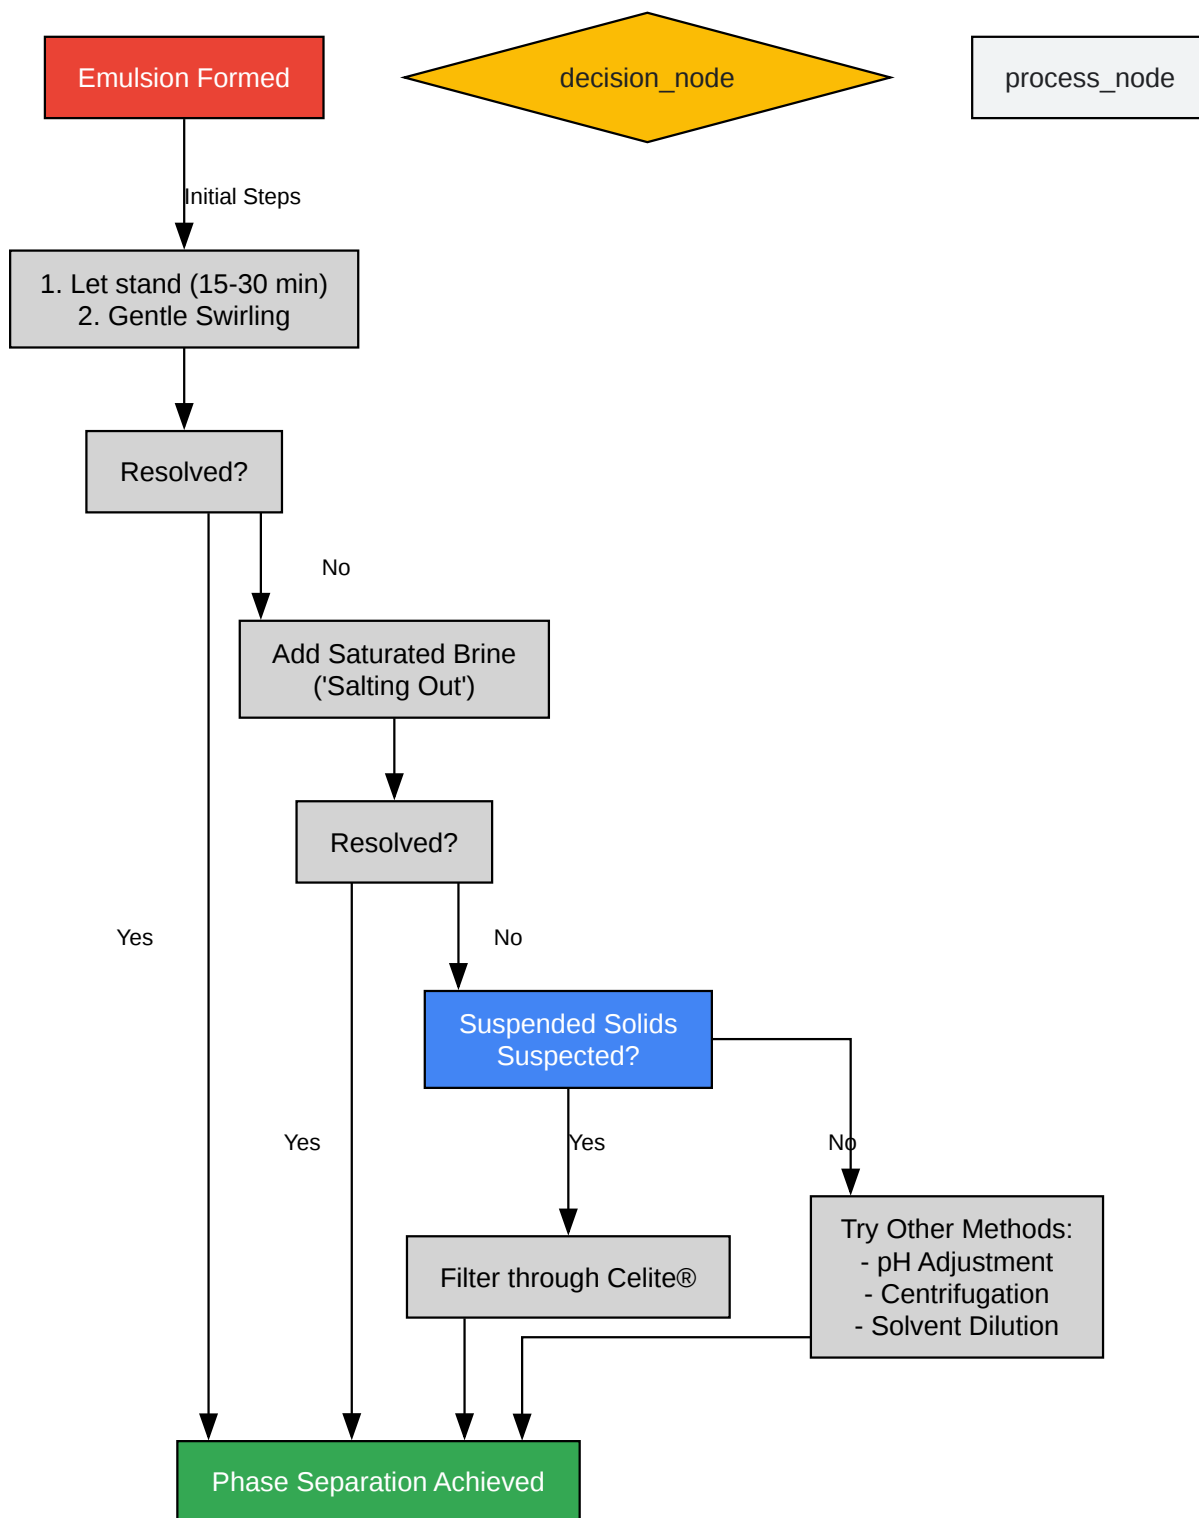 Emulsion Formed
decision_node
process_node
Initial Steps
1. Let stand (15-30 min)
2. Gentle Swirling
Resolved?
No
Add Saturated Brine
('Salting Out')
Resolved?
Yes
No
Suspended Solids
Suspected?
Yes
Yes
No
Try Other Methods:
- pH Adjustment
- Centrifugation
- Solvent Dilution
Filter through Celite®
Phase Separation Achieved